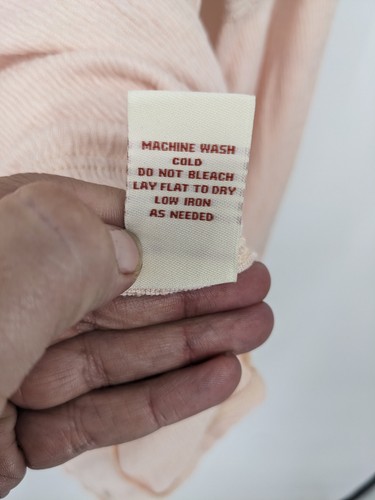 MACHINE WASH
COLD
DO NOT BLEACH
LAY FLAT TO DRY
LOW IRON
AS NEEDED